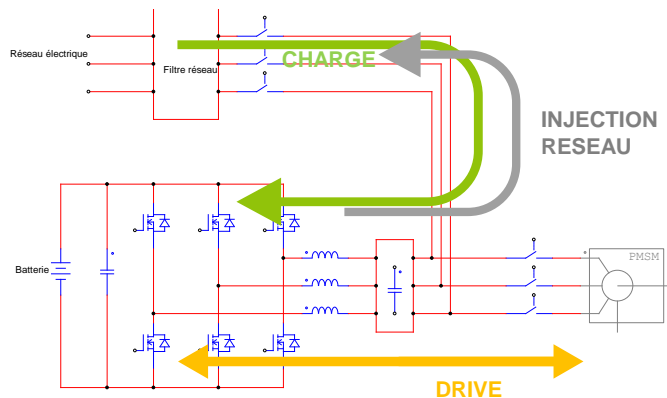 Réseau électrique
Filtre réseau
CHARGE
INJECTION
RESEAU
Batterie
PMSM
DRIVE